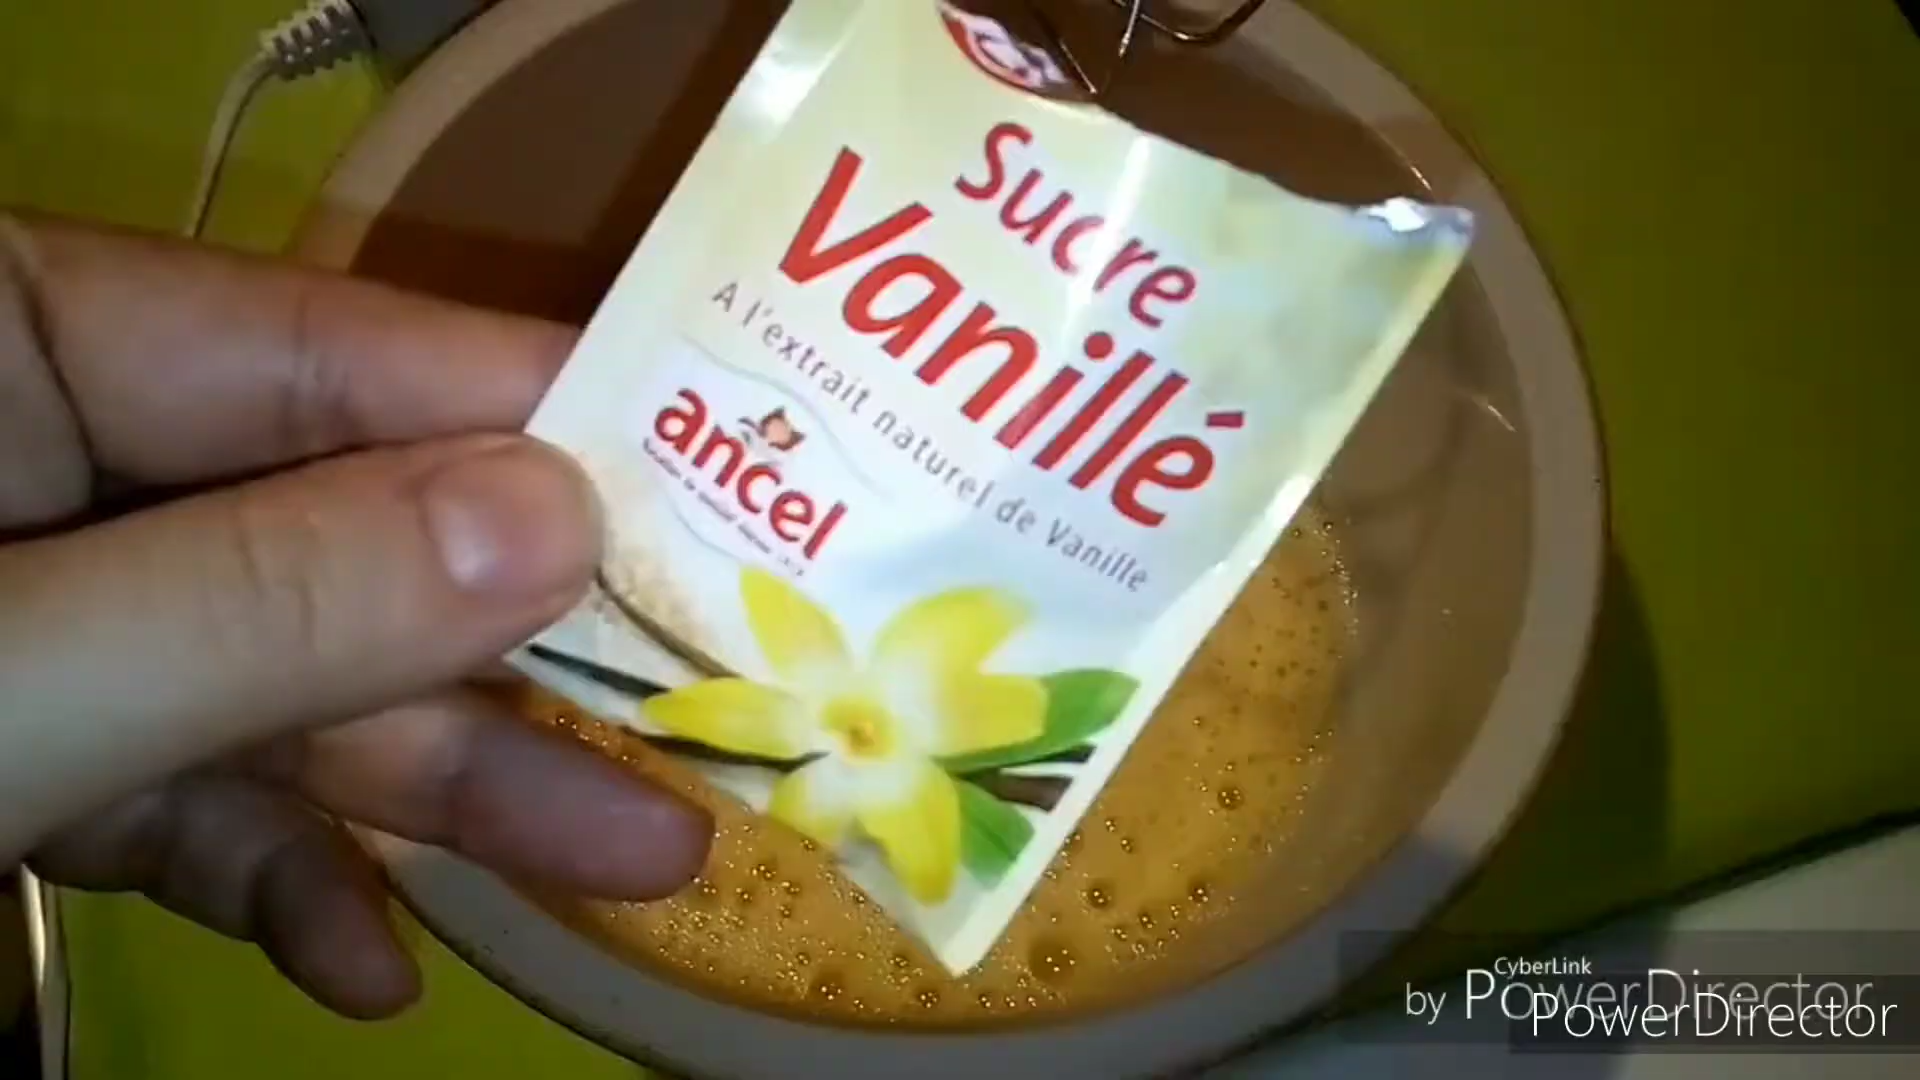 Sucre
Vanillé
A l'extrait naturel de Vanille
ancel
CyberLink
by PowerDirector
PowerDirector